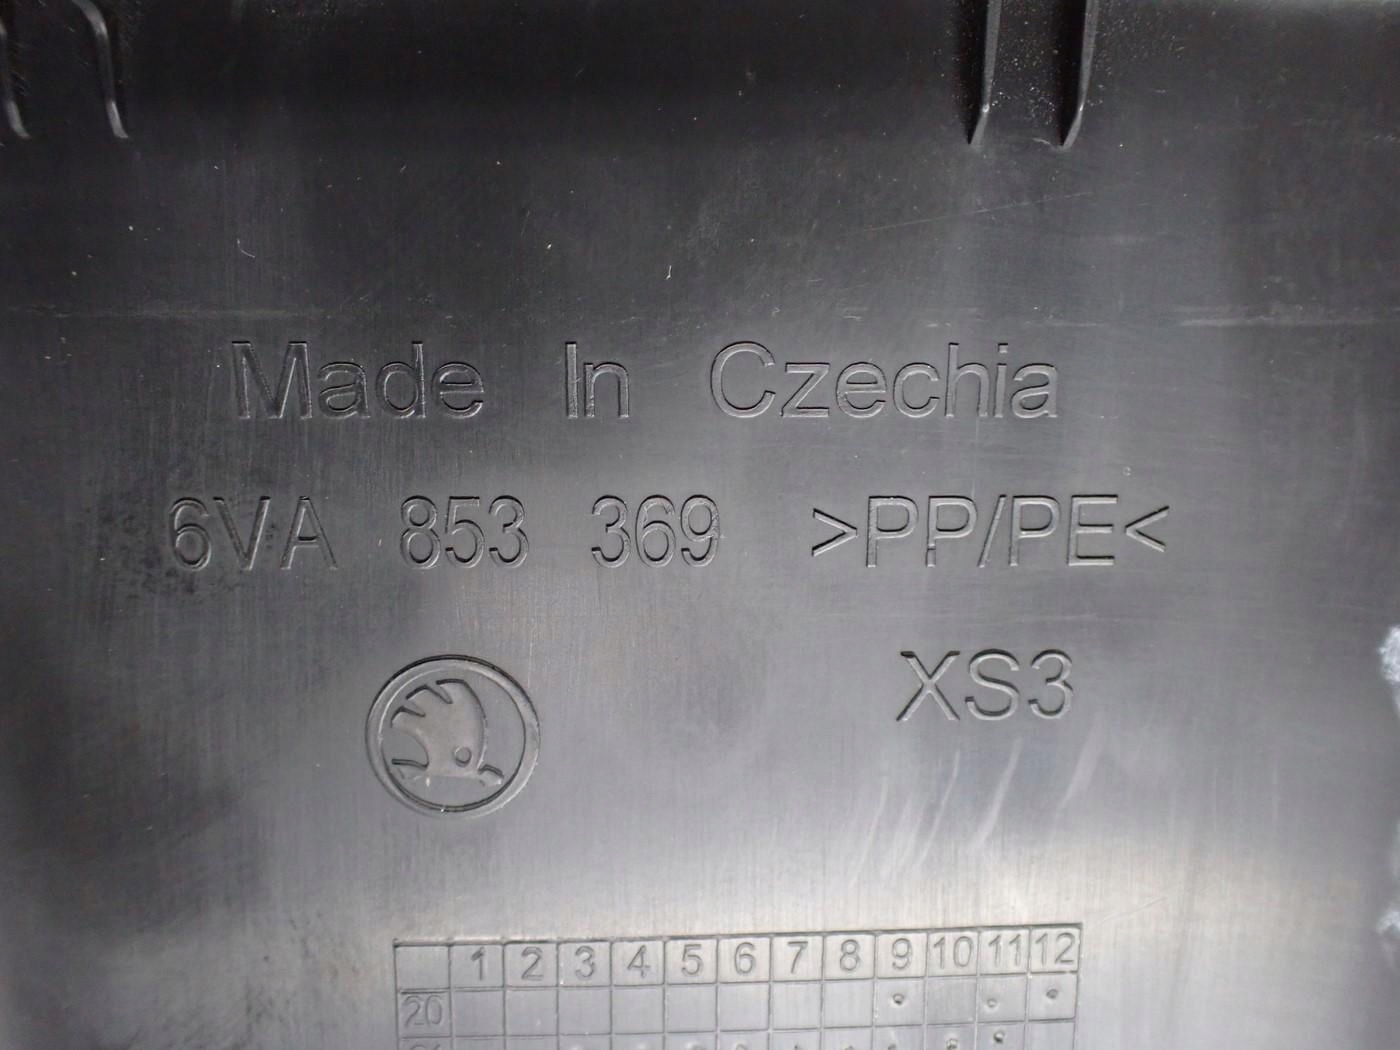 Made In Czechia
6VA 853 369 >PP/PE<
XS3
1 2 3 4 5 6 7 8 9 10 11 12
20